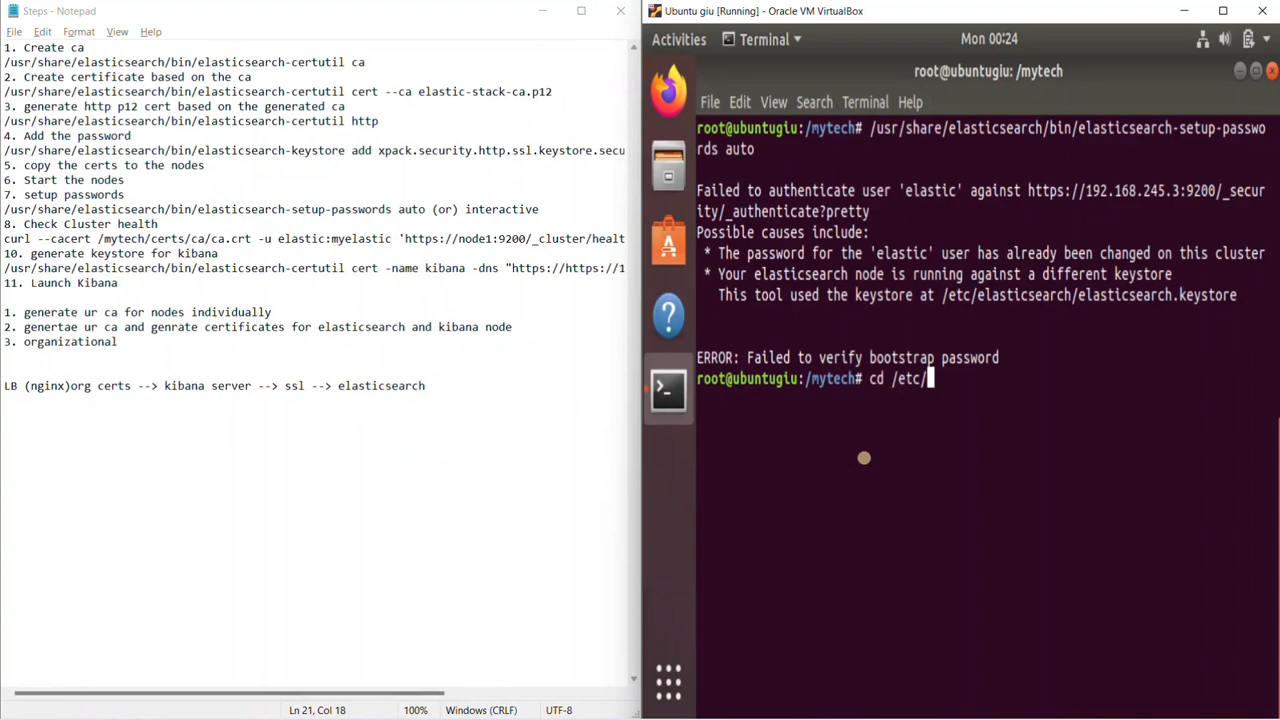 Steps - Notepad
File Edit Format View Help
1. Create ca
/usr/share/elasticsearch/bin/elasticsearch-certutil ca
2. Create certificate based on the ca
/usr/share/elasticsearch/bin/elasticsearch-certutil cert --ca elastic-stack-ca.p12
3. generate http p12 cert based on the generated ca
/usr/share/elasticsearch/bin/elasticsearch-certutil http
4. Add the password
/usr/share/elasticsearch/bin/elasticsearch-keystore add xpack.security.http.ssl.keystore.secu
5. copy the certs to the nodes
6. Start the nodes
7. setup passwords
/usr/share/elasticsearch/bin/elasticsearch-setup-passwords auto (or) interactive
8. Check Cluster health
curl --cacert /mytech/certs/ca/ca.crt -u elastic:myelastic 'https://node1:9200/_cluster/healt
10. generate keystore for kibana
/usr/share/elasticsearch/bin/elasticsearch-certutil cert -name kibana -dns "https://https://1
11. Launch Kibana
1. generate ur ca for nodes individually
2. genertae ur ca and genrate certificates for elasticsearch and kibana node
3. organizational
LB (nginx)org certs --> kibana server --> ssl --> elasticsearch
Ln 21, Col 18 100% Windows (CRLF) UTF-8
Ubuntu giu [Running] - Oracle VM VirtualBox
Activities Terminal Mon 00:24
root@ubuntugiu: /mytech
File Edit View Search Terminal Help
root@ubuntugiu:/mytech# /usr/share/elasticsearch/bin/elasticsearch-setup-passwo
rds auto
Failed to authenticate user 'elastic' against https://192.168.245.3:9200/_secur
ity/_authenticate?pretty
Possible causes include:
* The password for the 'elastic' user has already been changed on this cluster
* Your elasticsearch node is running against a different keystore
This tool used the keystore at /etc/elasticsearch/elasticsearch.keystore
ERROR: Failed to verify bootstrap password
root@ubuntugiu:/mytech# cd /etc/